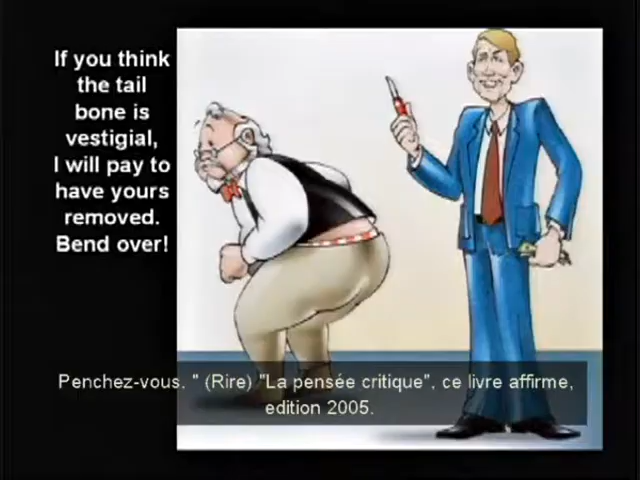 If you think
the tail
bone is
vestigial,
I will pay to
have yours
removed.
Bend over!
Penchez-vous. " (Rire) "La pensée critique", ce livre affirme,
edition 2005.